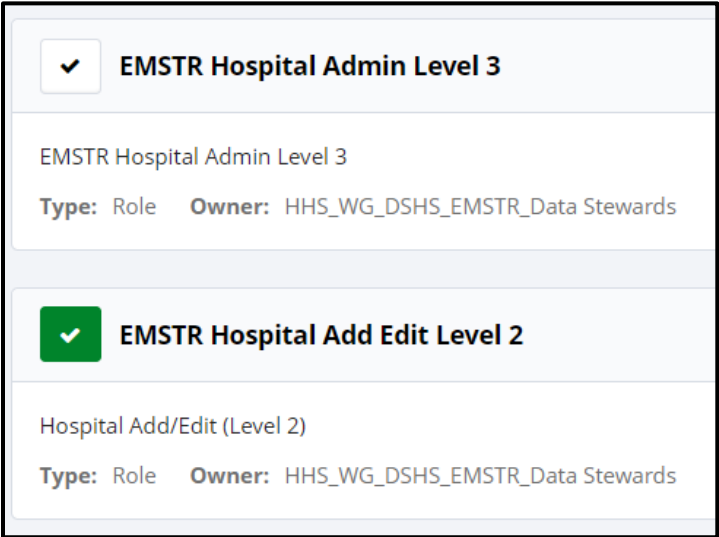 EMSTR Hospital Admin Level 3
EMSTR Hospital Admin Level 3
Type: Role Owner: HHS_WG_DSHS_EMSTR_Data Stewards
EMSTR Hospital Add Edit Level 2
Hospital Add/Edit (Level 2)
Type: Role Owner: HHS_WG_DSHS_EMSTR_Data Stewards